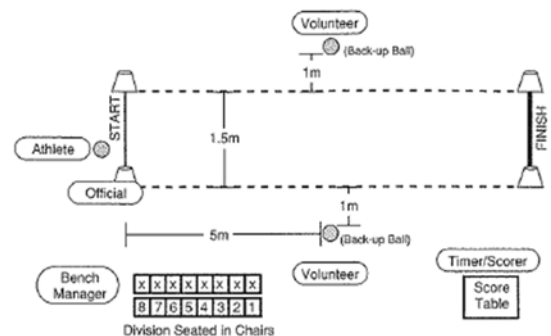 Volunteer
(Back-up Ball)
1m
START
1.5m
FINISH
Athlete
Official
1m
5m
(Back-up Ball)
Volunteer
Timer/Scorer
Score
Table
Bench
Manager
x x x x x x x x
8 7 6 5 4 3 2 1
Division Seated in Chairs